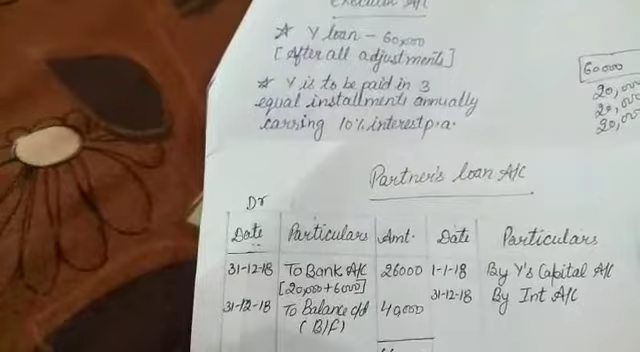 Executor A/c
★ Y loan - 60,000
[After all adjustments]
★ Y is to be paid in 3
equal installments annually
carring 10% interest p.a.
60000
20,000
20,000
20,000
Partner's loan A/C
Dr
Date Particulars Amt. Date Particulars
31-12-18 To Bank A/C 26000 1-1-18 By Y's Capital A/C
[20,000+6000] 31-12-18 By Int A/C
31-12-18 To Balance c/d 40,000
(B/F)